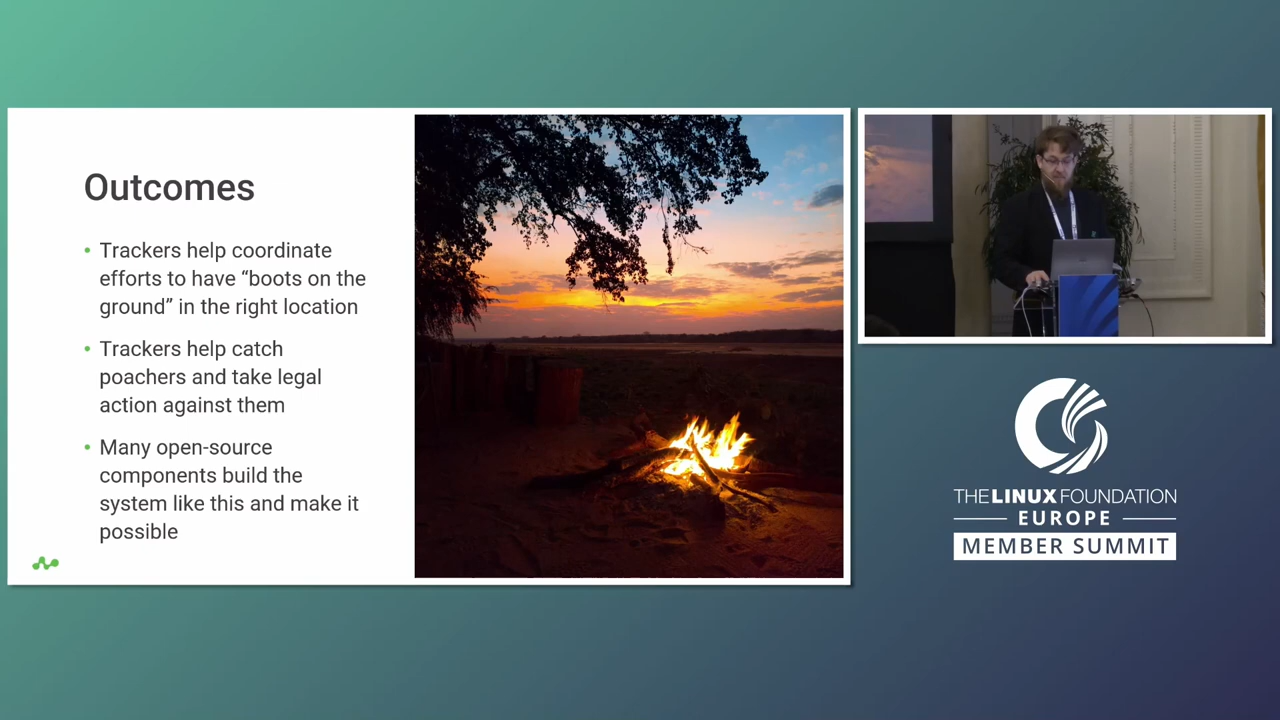 Outcomes
• Trackers help coordinate
efforts to have “boots on the
ground” in the right location
• Trackers help catch
poachers and take legal
action against them
• Many open-source
components build the
system like this and make it
possible
THE LINUX FOUNDATION
EUROPE
MEMBER SUMMIT